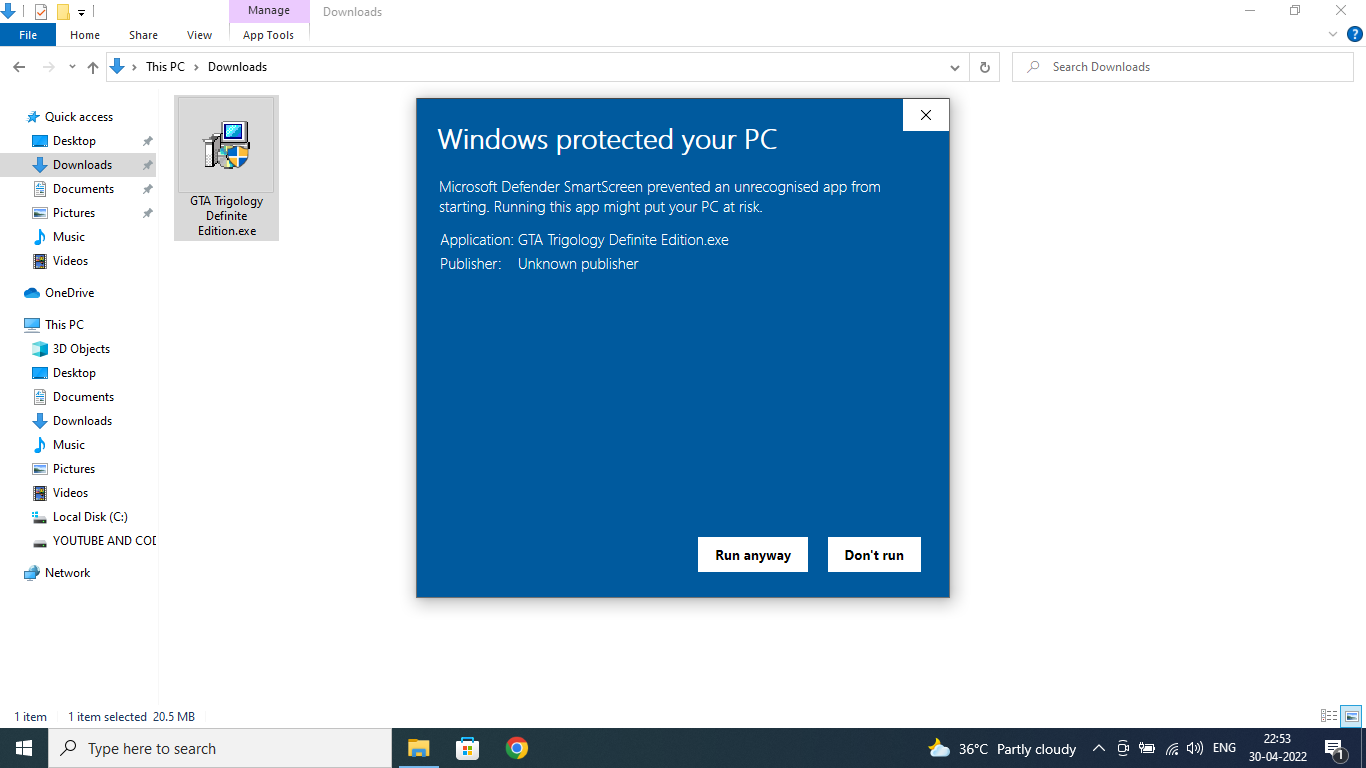 Manage
Downloads
File
Home
Share
View
App Tools
?
This PC
Downloads
Search Downloads
Quick access
Desktop
Downloads
Documents
Pictures
Music
Videos
OneDrive
This PC
3D Objects
Desktop
Documents
Downloads
Music
Pictures
Videos
Local Disk (C:)
YOUTUBE AND COD
Network
GTA Trigology
Definite
Edition.exe
Windows protected your PC
Microsoft Defender SmartScreen prevented an unrecognised app from
starting. Running this app might put your PC at risk.
Application: GTA Trigology Definite Edition.exe
Publisher: Unknown publisher
Run anyway
Don't run
1 item
1 item selected 20.5 MB
Type here to search
36°C Partly cloudy
ENG
22:53
30-04-2022
1